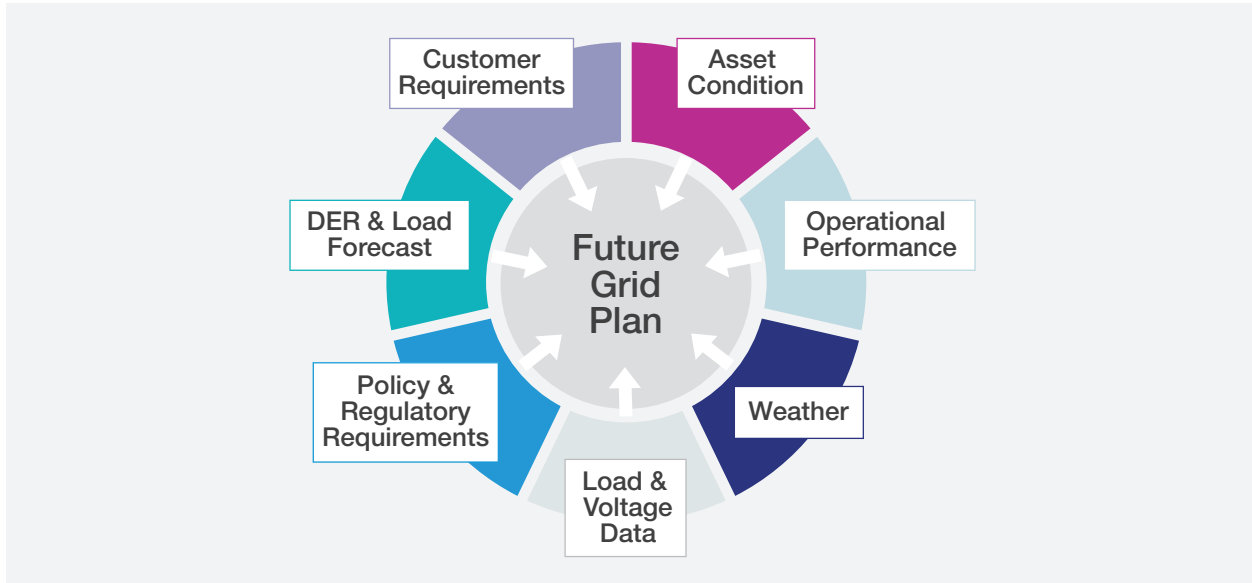 Customer
Requirements
Asset
Condition
DER & Load
Forecast
Operational
Performance
Future
Grid
Plan
Policy &
Regulatory
Requirements
Weather
Load &
Voltage
Data